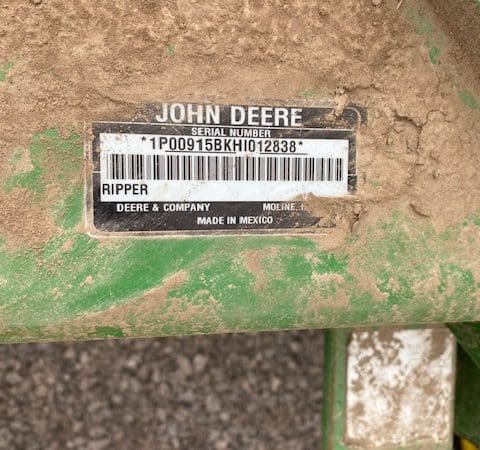 JOHN DEERE
SERIAL NUMBER
*1P00915BKHI012838*
RIPPER
DEERE & COMPANY MOLINE,
MADE IN MEXICO